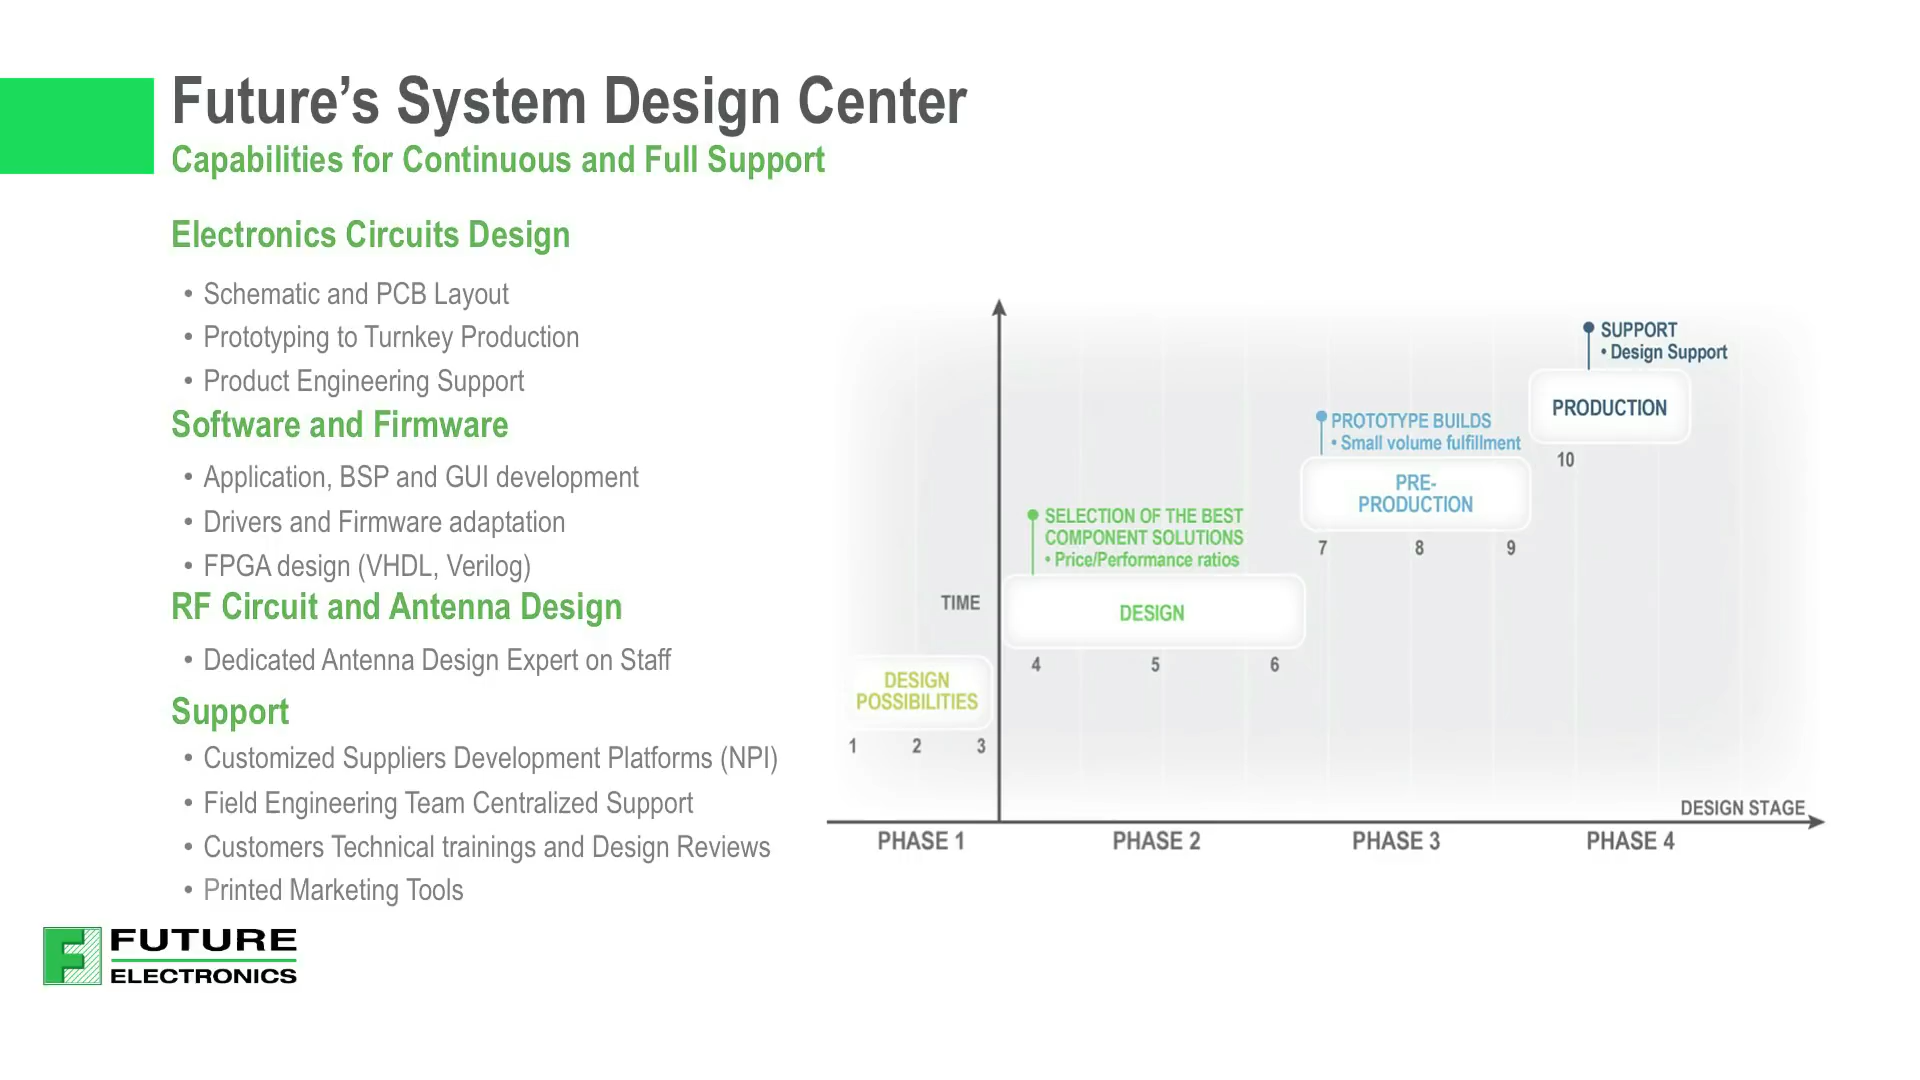 Future’s System Design Center
Capabilities for Continuous and Full Support
Electronics Circuits Design
• Schematic and PCB Layout
• Prototyping to Turnkey Production
• Product Engineering Support
Software and Firmware
• Application, BSP and GUI development
• Drivers and Firmware adaptation
• FPGA design (VHDL, Verilog)
RF Circuit and Antenna Design
• Dedicated Antenna Design Expert on Staff
Support
• Customized Suppliers Development Platforms (NPI)
• Field Engineering Team Centralized Support
• Customers Technical trainings and Design Reviews
• Printed Marketing Tools
SUPPORT
• Design Support
PRODUCTION
10
PROTOTYPE BUILDS
• Small volume fulfillment
PRE-
PRODUCTION
7 8 9
SELECTION OF THE BEST
COMPONENT SOLUTIONS
• Price/Performance ratios
TIME
DESIGN
4 5 6
DESIGN
POSSIBILITIES
1 2 3
DESIGN STAGE
PHASE 1 PHASE 2 PHASE 3 PHASE 4
F FUTURE
ELECTRONICS